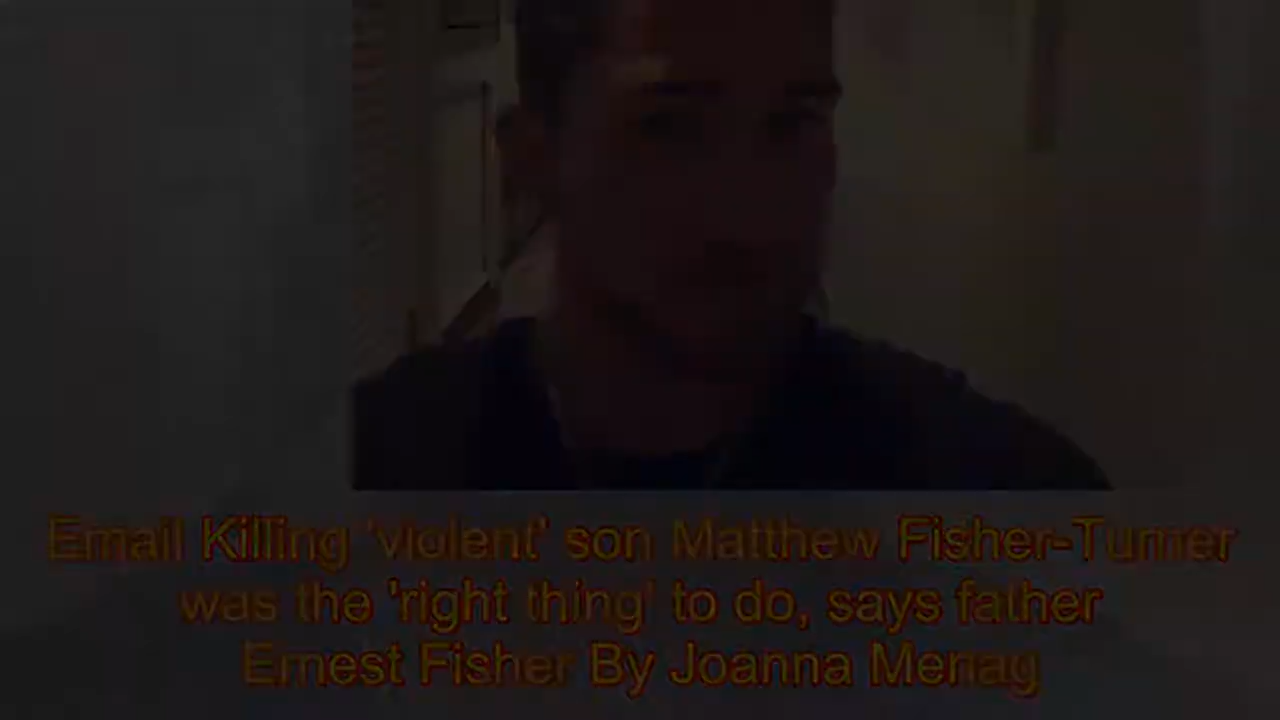 Email Killing 'violent' son Matthew Fisher-Turner
was the 'right thing' to do, says father
Ernest Fisher By Joanna Menag